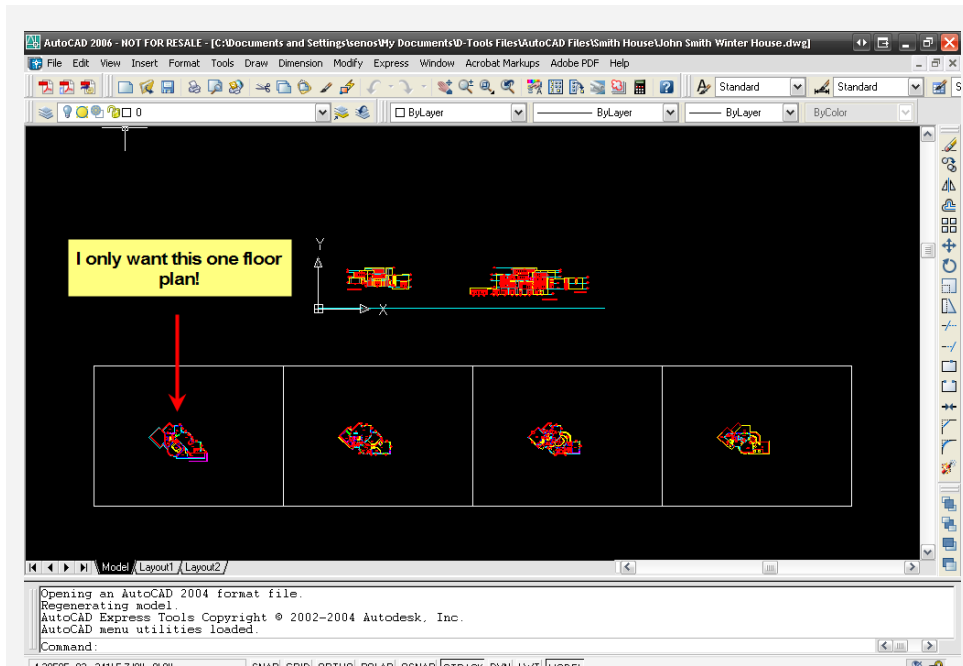 AutoCAD 2006 - NOT FOR RESALE - [C:\Documents and Settings\senos\My Documents\D-Tools Files\AutoCAD Files\Smith House\John Smith Winter House.dwg]
File Edit View Insert Format Tools Draw Dimension Modify Express Window Acrobat Markups Adobe PDF Help
Standard Standard S
0 ByLayer ByLayer ByLayer ByColor
I only want this one floor
plan!
Y
X
Model Layout1 Layout2
Opening an AutoCAD 2004 format file.
Regenerating model.
AutoCAD Express Tools Copyright © 2002-2004 Autodesk, Inc.
AutoCAD menu utilities loaded.
Command:
SNAP GRID ORTHO POLAR OSNAP OTRACK DYN LWT MODEL